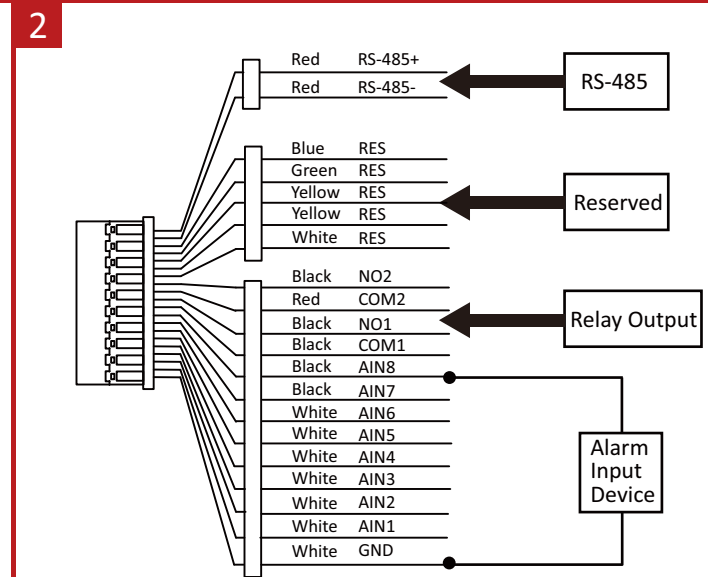 2
Red RS-485+
Red RS-485-
RS-485
Blue RES
Green RES
Yellow RES
Yellow RES
White RES
Reserved
Black NO2
Red COM2
Black NO1
Black COM1
Relay Output
Black AIN8
Black AIN7
White AIN6
White AIN5
White AIN4
White AIN3
White AIN2
White AIN1
White GND
Alarm
Input
Device